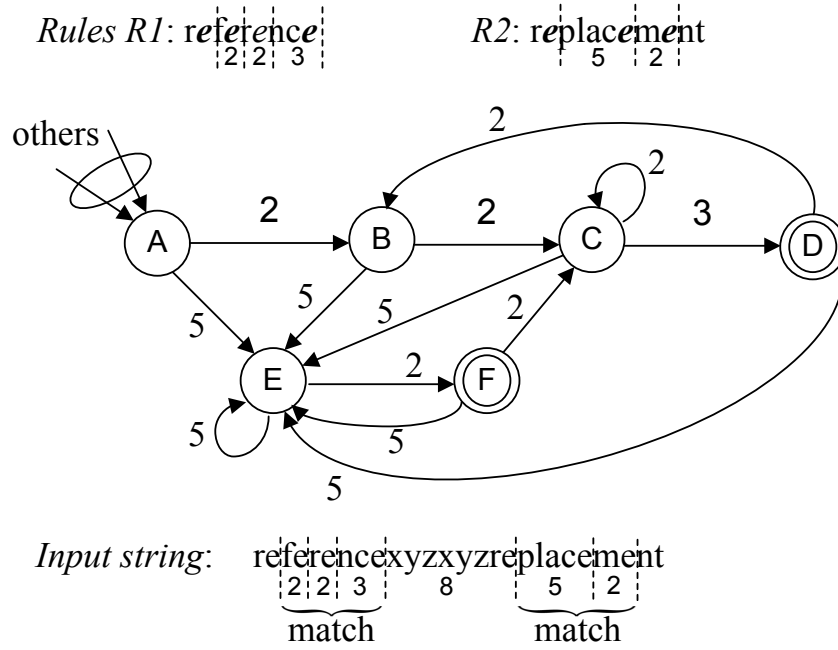 Rules R1: reference R2: replacement
2 2 3 5 2
2
others
2 2 2 3
A B C D
5 5 5 2
E 2 F
5 5
5
Input string: referencexyzxyzreplacement
2 2 3 8 5 2
match match